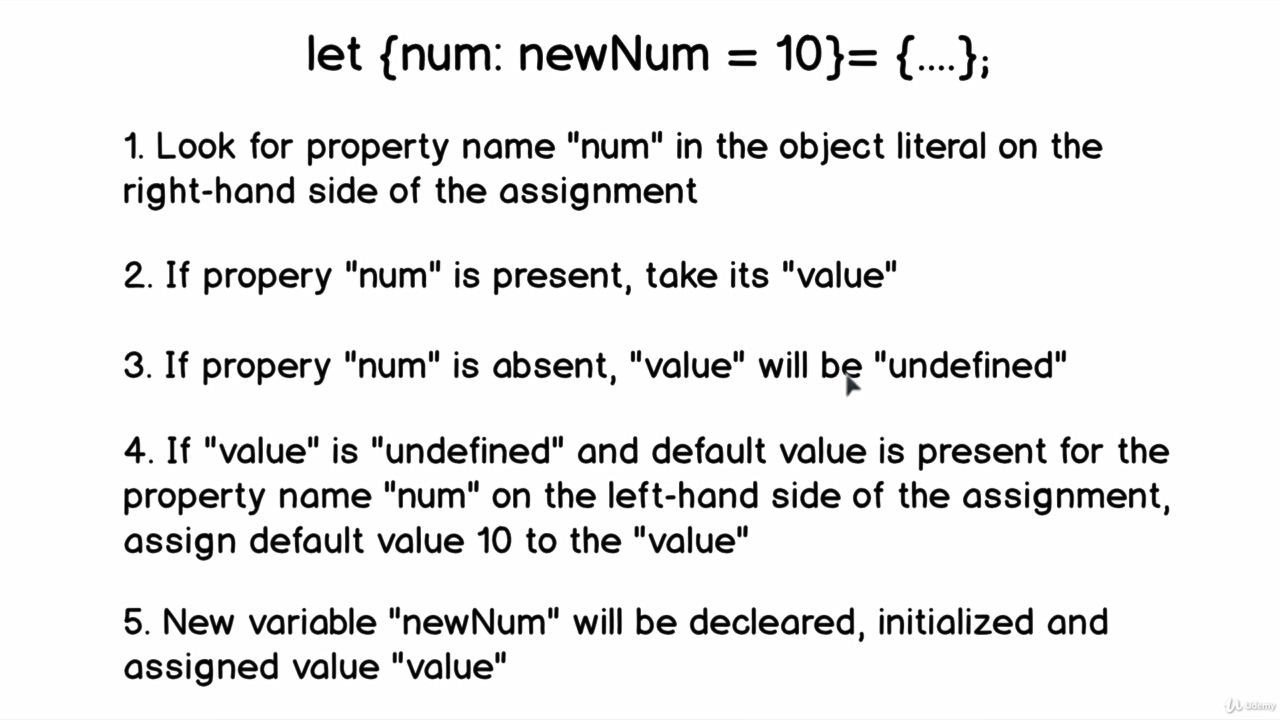 let {num: newNum = 10}= {....};
1. Look for property name "num" in the object literal on the
right-hand side of the assignment
2. If propery "num" is present, take its "value"
3. If propery "num" is absent, "value" will be "undefined"
4. If "value" is "undefined" and default value is present for the
property name "num" on the left-hand side of the assignment,
assign default value 10 to the "value"
5. New variable "newNum" will be decleared, initialized and
assigned value "value"
Udemy